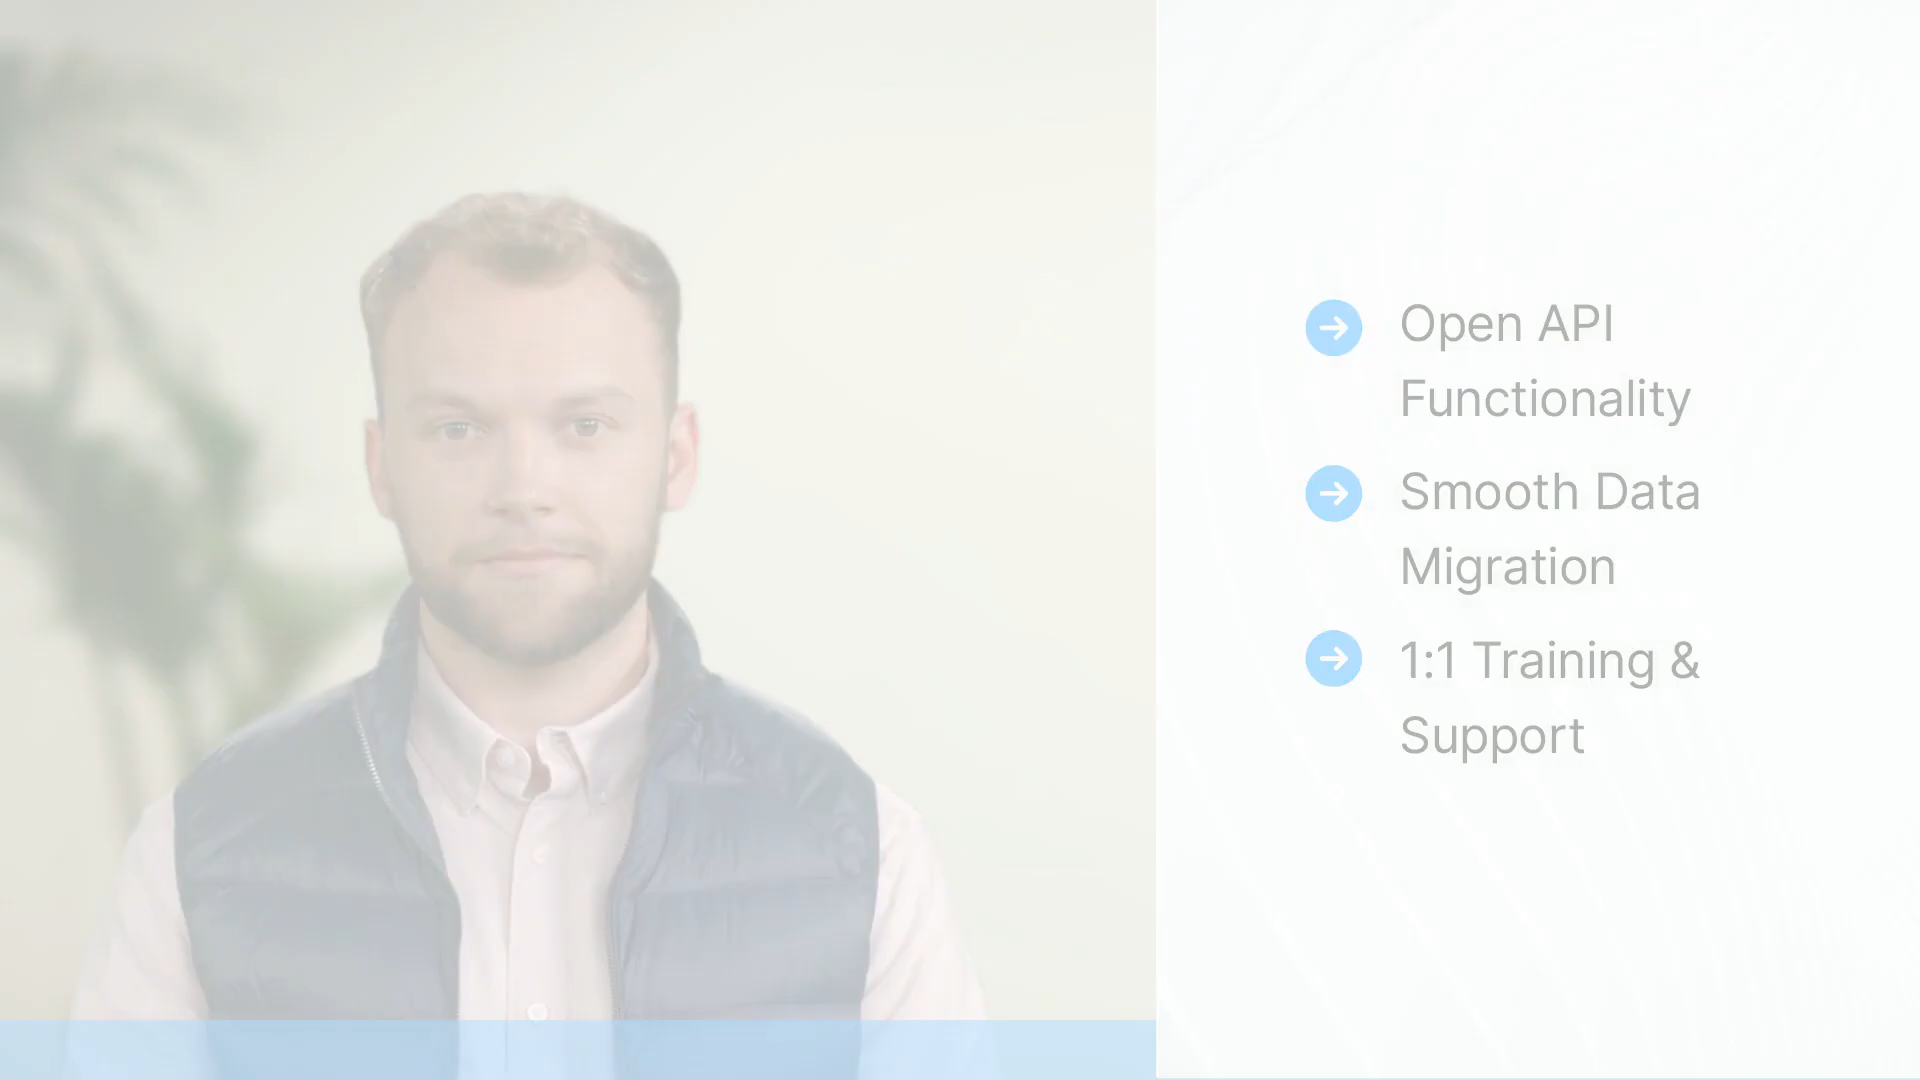 Open API
Functionality
Smooth Data
Migration
1:1 Training &
Support